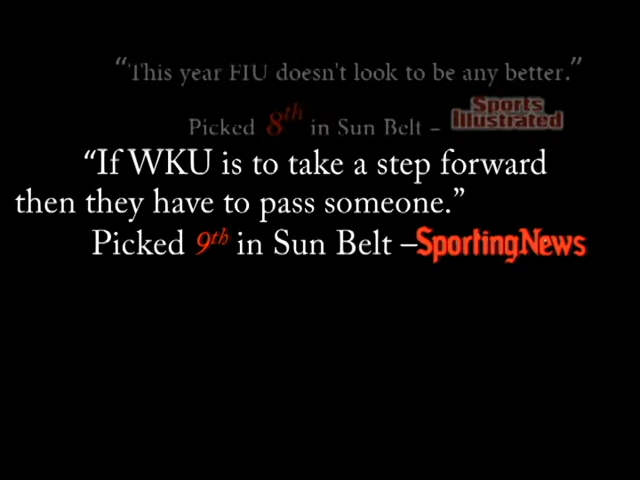 “This year FIU doesn't look to be any better.”
Picked 8th in Sun Belt – Sports Illustrated
“If WKU is to take a step forward
then they have to pass someone.”
Picked 9th in Sun Belt –SportingNews